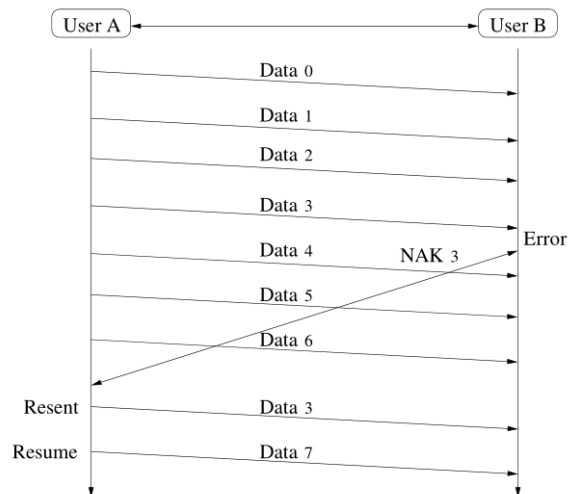 User A
User B
Data 0
Data 1
Data 2
Data 3
Error
Data 4
NAK 3
Data 5
Data 6
Resent
Data 3
Resume
Data 7